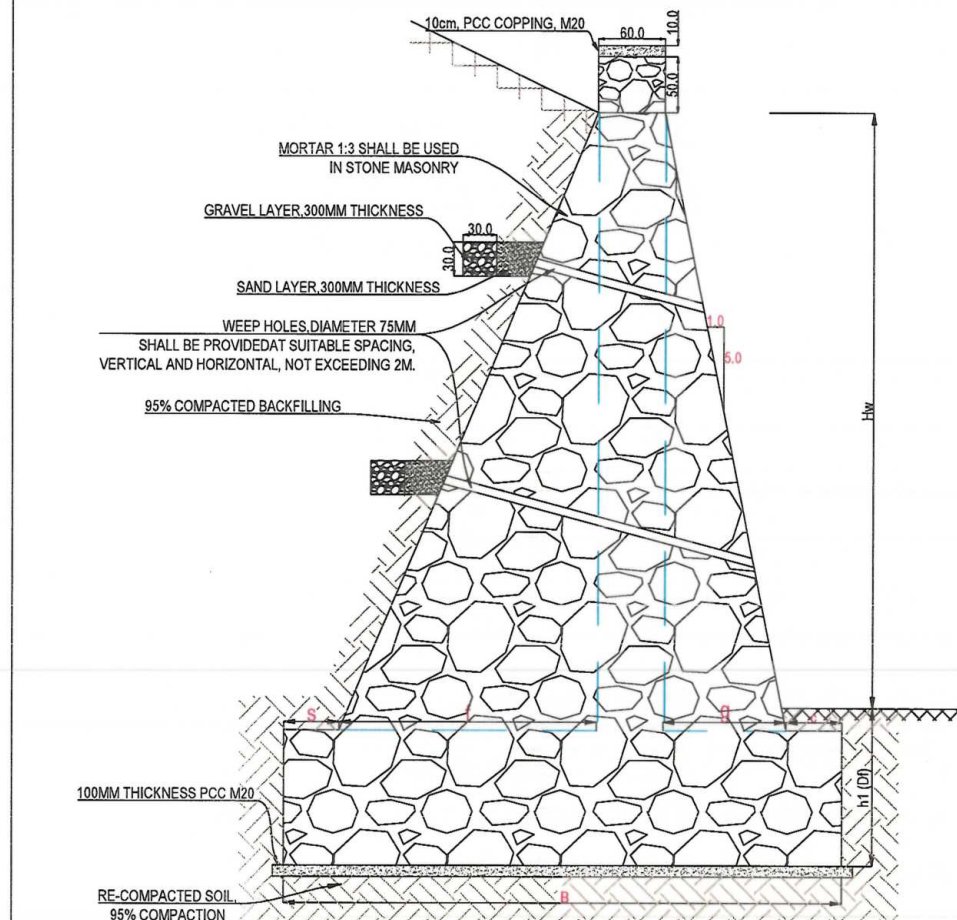 10cm, PCC COPPING, M20
60.0
10.0
50.0
MORTAR 1:3 SHALL BE USED
IN STONE MASONRY
GRAVEL LAYER,300MM THICKNESS
30.0
30.0
SAND LAYER,300MM THICKNESS
WEEP HOLES,DIAMETER 75MM
SHALL BE PROVIDEDAT SUITABLE SPACING,
VERTICAL AND HORIZONTAL, NOT EXCEEDING 2M.
1.0
5.0
95% COMPACTED BACKFILLING
Hw
S'
h1 (Df)
100MM THICKNESS PCC M20
B
RE-COMPACTED SOIL,
95% COMPACTION